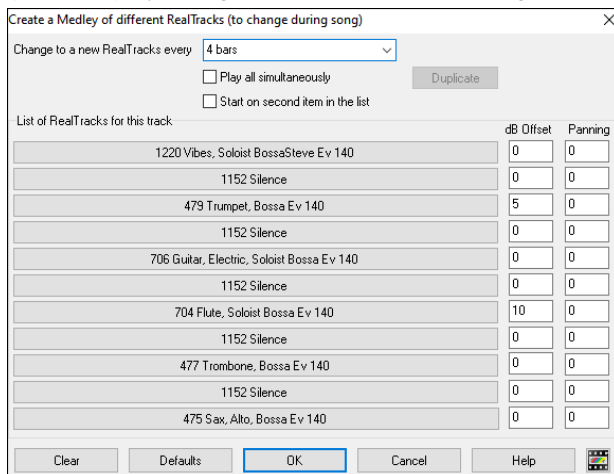 Create a Medley of different RealTracks (to change during song)
Change to a new RealTracks every 4 bars
Play all simultaneously Duplicate
Start on second item in the list
List of RealTracks for this track dB Offset Panning
1220 Vibes, Soloist BossaSteve Ev 140 0 0
1152 Silence 0 0
479 Trumpet, Bossa Ev 140 5 0
1152 Silence 0 0
706 Guitar, Electric, Soloist Bossa Ev 140 0 0
1152 Silence 0 0
704 Flute, Soloist Bossa Ev 140 10 0
1152 Silence 0 0
477 Trombone, Bossa Ev 140 0 0
1152 Silence 0 0
475 Sax, Alto, Bossa Ev 140 0 0
Clear Defaults OK Cancel Help